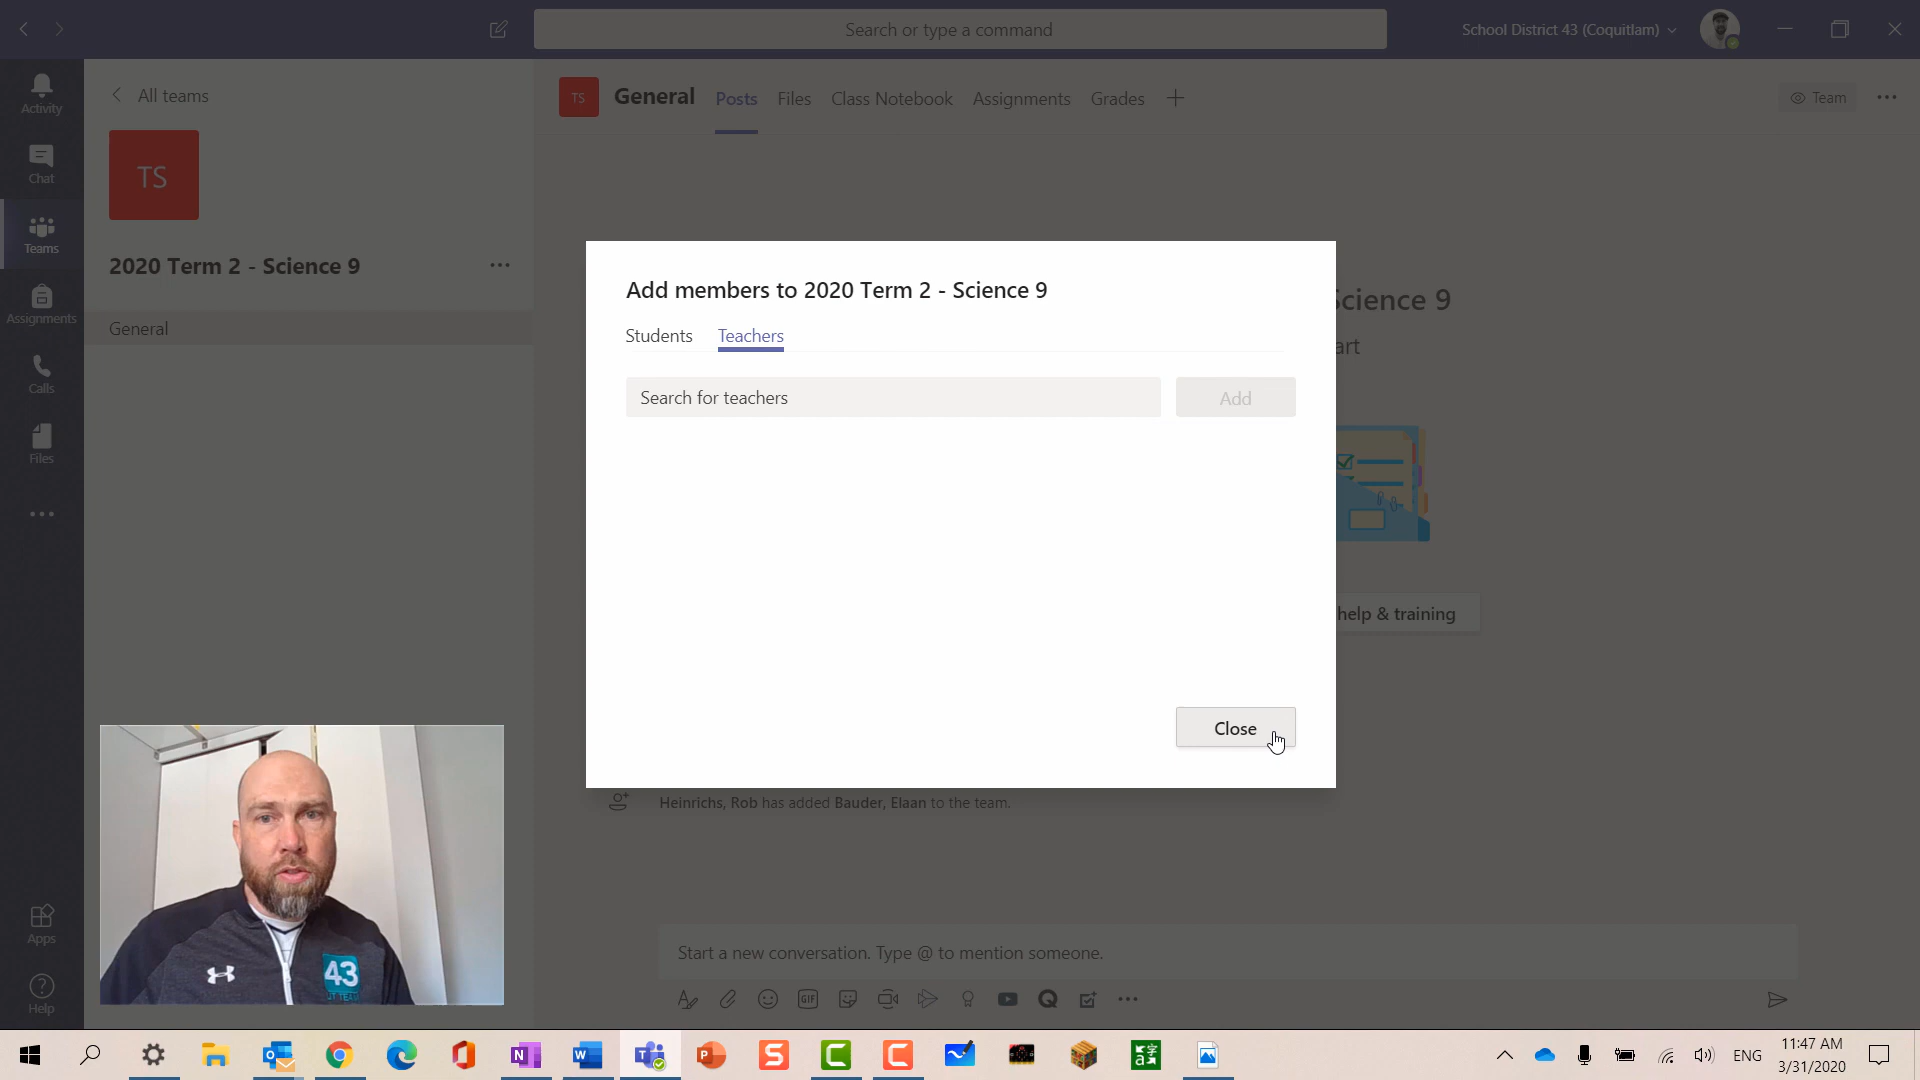 Search or type a command
School District 43 (Coquitlam)
Activity
Chat
Teams
Assignments
Calls
Files
Apps
Help
All teams
TS
2020 Term 2 - Science 9
General
TS
General
Posts
Files
Class Notebook
Assignments
Grades
Team
Science 9
art
help & training
Add members to 2020 Term 2 - Science 9
Students
Teachers
Search for teachers
Add
Close
Heinrichs, Rob has added Bauder, Elaan to the team.
Start a new conversation. Type @ to mention someone.
GIF
43
ENG
11:47 AM
3/31/2020